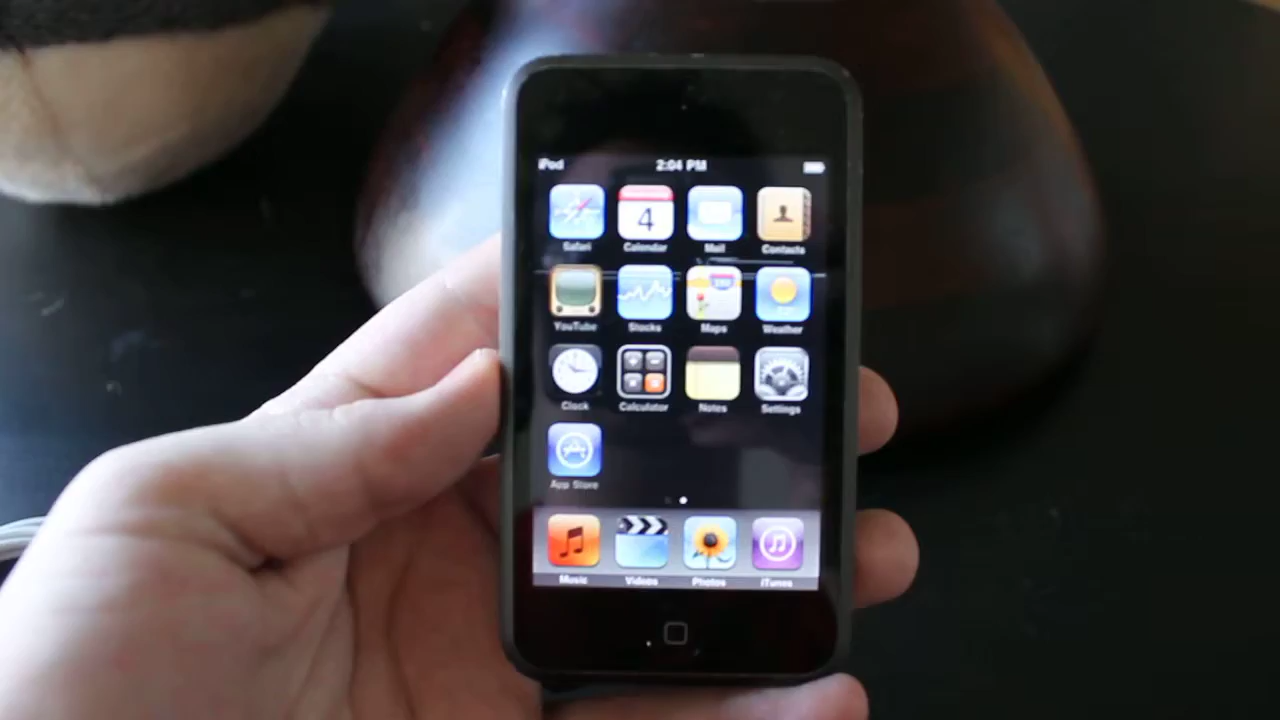 iPod 2:04 PM
4
Safari Calendar Mail Contacts
YouTube Stocks Maps Weather
Clock Calculator Notes Settings
App Store
Music Videos Photos iTunes